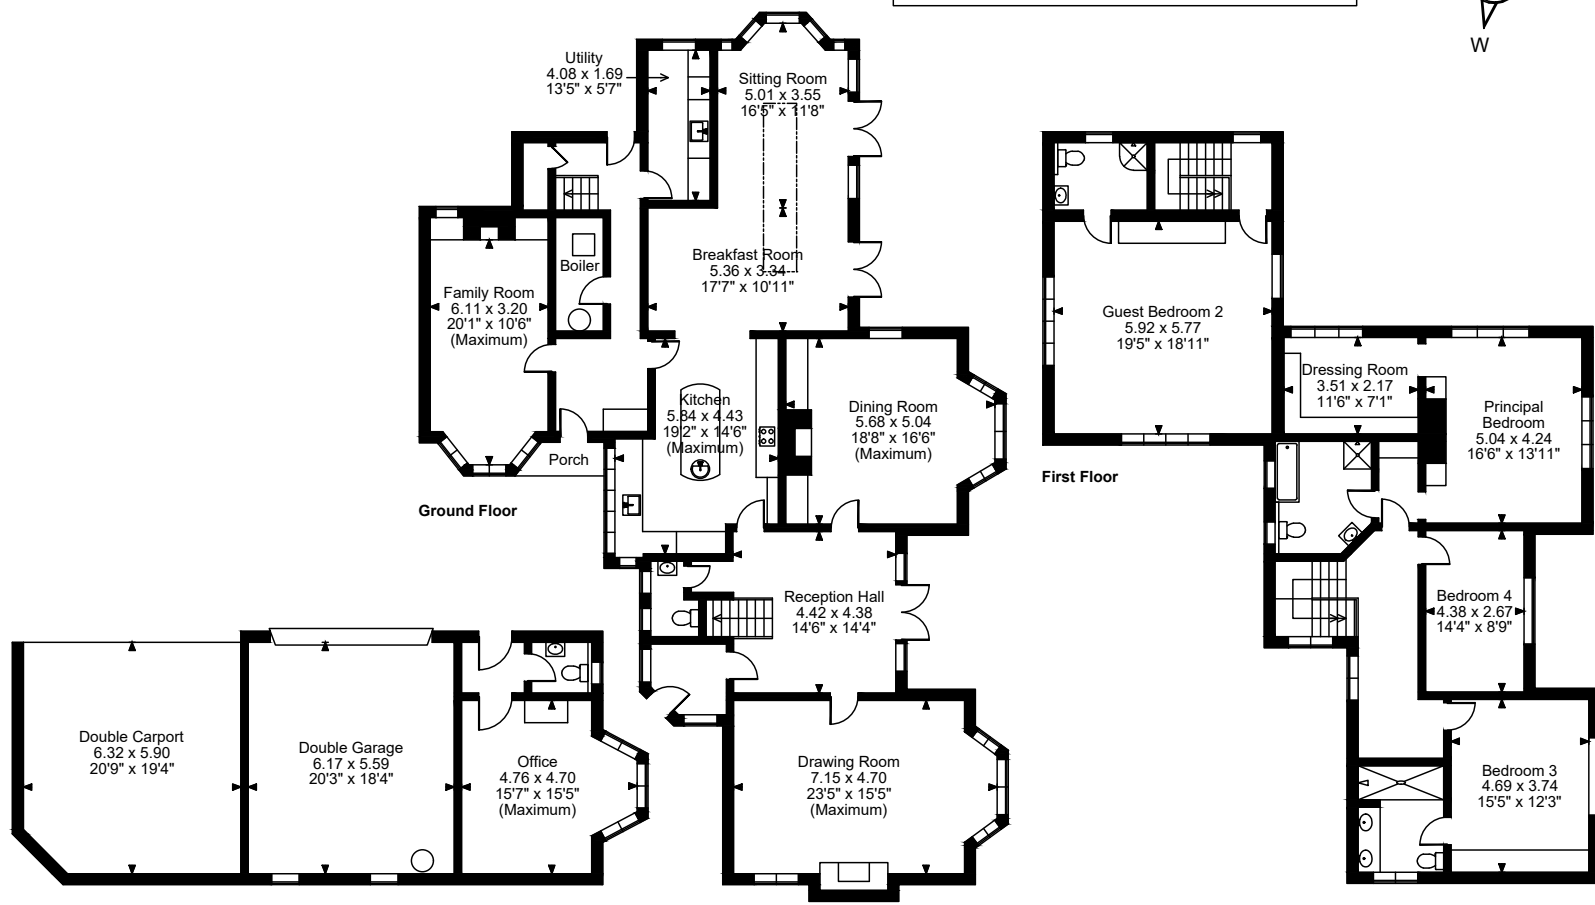 W
Utility
4.08 x 1.69
13'5" x 5'7"
Sitting Room
5.01 x 3.55
16'5" x 11'8"
Boiler
Breakfast Room
5.36 x 3.34
17'7" x 10'11"
Family Room
6.11 x 3.20
20'1" x 10'6"
(Maximum)
Kitchen
5.84 x 4.43
19'2" x 14'6"
(Maximum)
Dining Room
5.68 x 5.04
18'8" x 16'6"
(Maximum)
Porch
Ground Floor
Reception Hall
4.42 x 4.38
14'6" x 14'4"
Double Carport
6.32 x 5.90
20'9" x 19'4"
Double Garage
6.17 x 5.59
20'3" x 18'4"
Office
4.76 x 4.70
15'7" x 15'5"
(Maximum)
Drawing Room
7.15 x 4.70
23'5" x 15'5"
(Maximum)
Guest Bedroom 2
5.92 x 5.77
19'5" x 18'11"
Dressing Room
3.51 x 2.17
11'6" x 7'1"
Principal
Bedroom
5.04 x 4.24
16'6" x 13'11"
First Floor
Bedroom 4
4.38 x 2.67
14'4" x 8'9"
Bedroom 3
4.69 x 3.74
15'5" x 12'3"